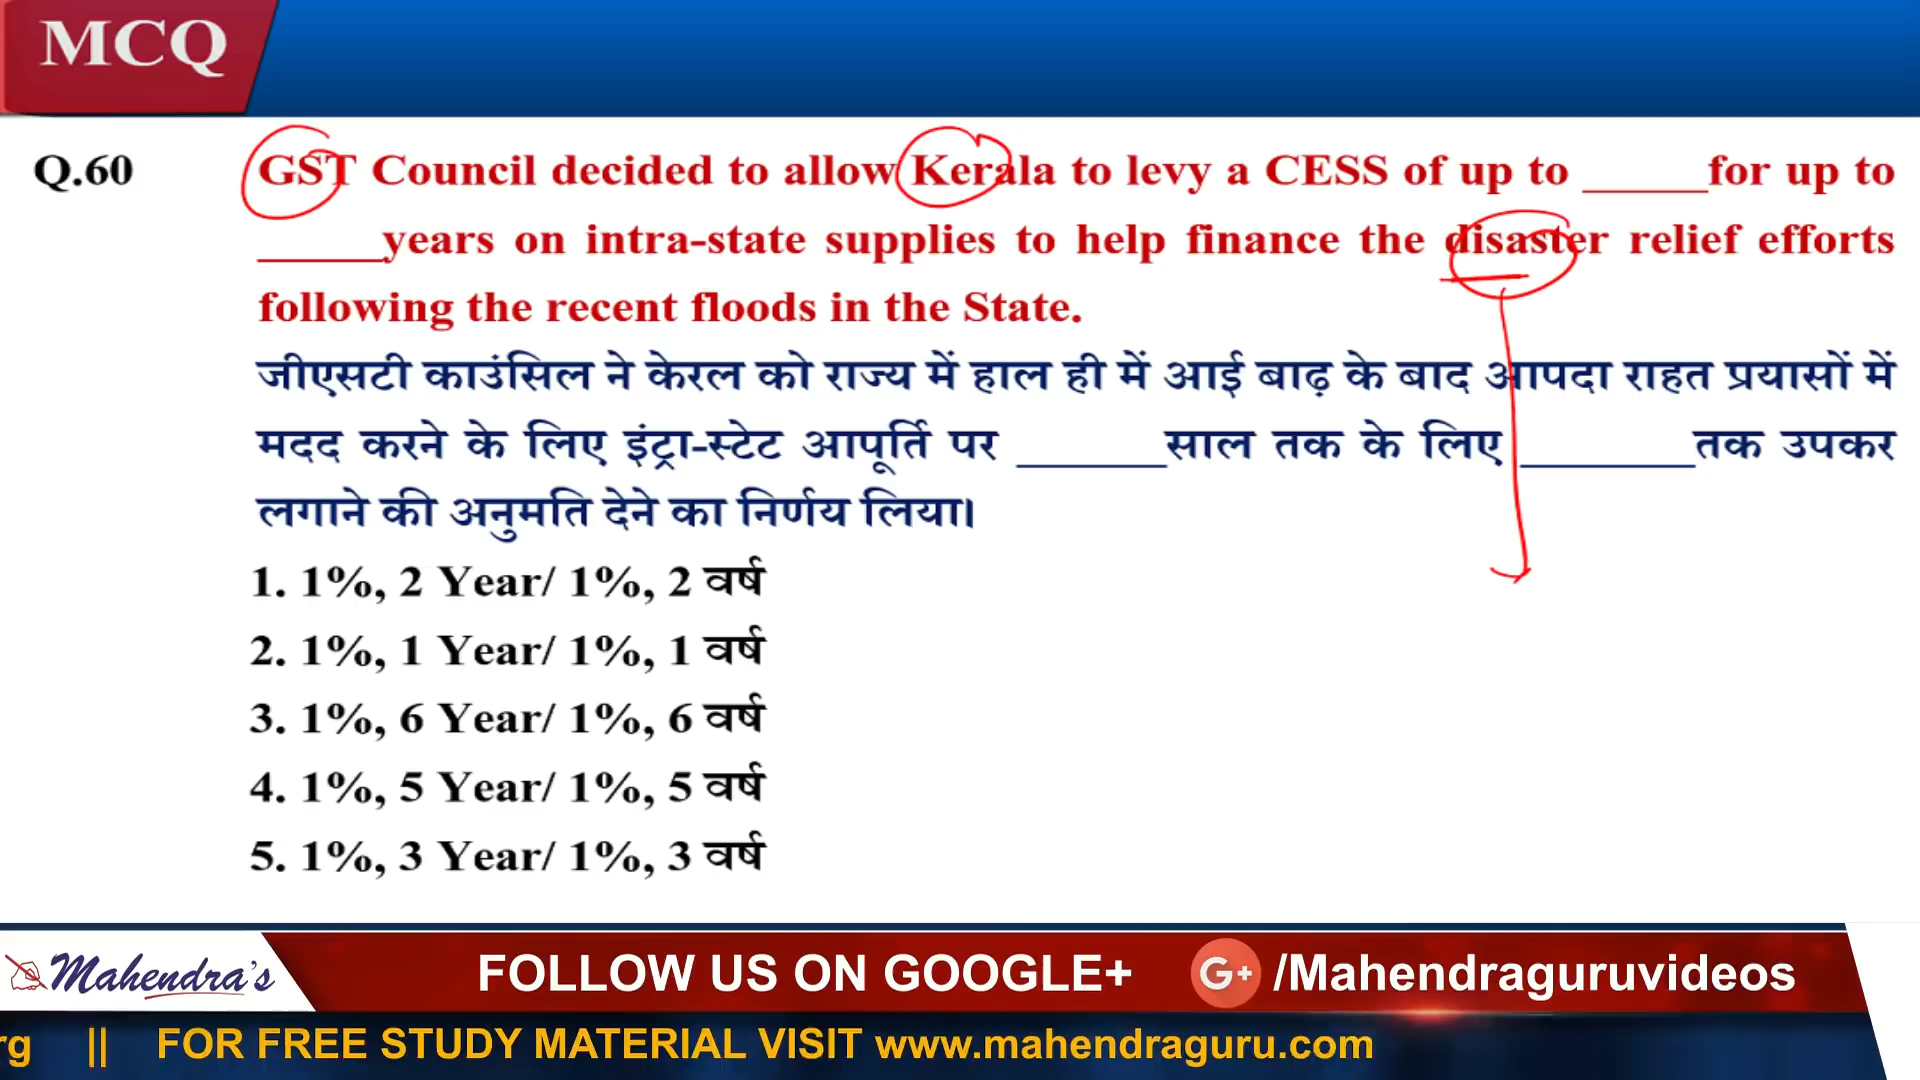 MCQ
Q.60 GST Council decided to allow Kerala to levy a CESS of up to ______for up to
______years on intra-state supplies to help finance the disaster relief efforts
following the recent floods in the State.
जीएसटी काउंसिल ने केरल को राज्य में हाल ही में आई बाढ़ के बाद आपदा राहत प्रयासों में
मदद करने के लिए इंट्रा-स्टेट आपूर्ति पर ______साल तक के लिए _______तक उपकर
लगाने की अनुमति देने का निर्णय लिया।
1. 1%, 2 Year/ 1%, 2 वर्ष
2. 1%, 1 Year/ 1%, 1 वर्ष
3. 1%, 6 Year/ 1%, 6 वर्ष
4. 1%, 5 Year/ 1%, 5 वर्ष
5. 1%, 3 Year/ 1%, 3 वर्ष
Mahendra's FOLLOW US ON GOOGLE+ G+ /Mahendraguruvideos
rg || FOR FREE STUDY MATERIAL VISIT www.mahendraguru.com